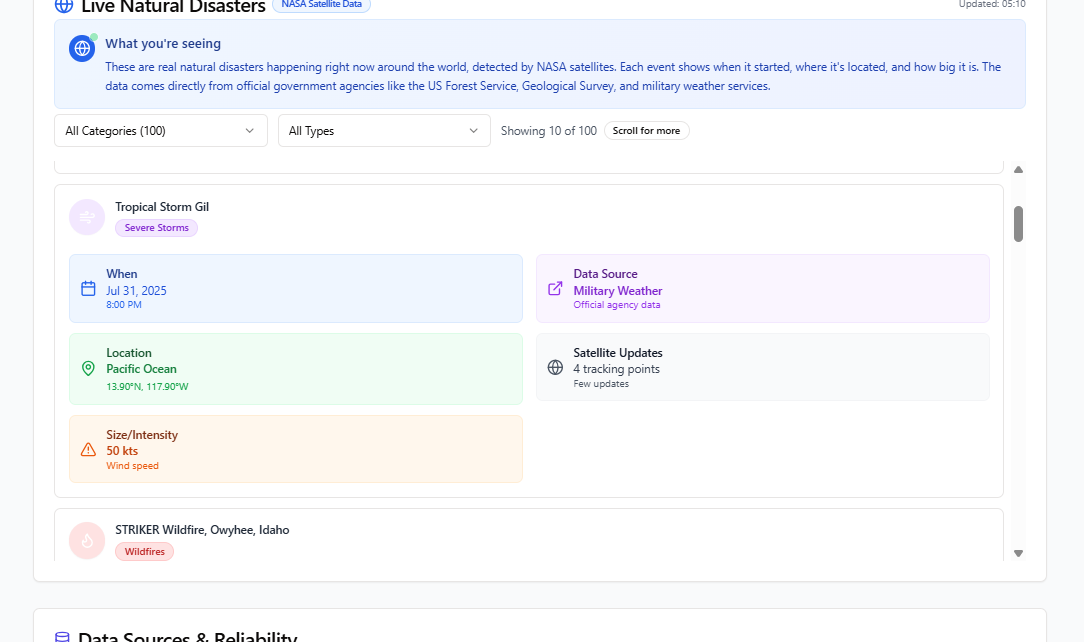 Live Natural Disasters
NASA Satellite Data
Updated: 05:10
What you're seeing
These are real natural disasters happening right now around the world, detected by NASA satellites. Each event shows when it started, where it's located, and how big it is. The
data comes directly from official government agencies like the US Forest Service, Geological Survey, and military weather services.
All Categories (100)
All Types
Showing 10 of 100
Scroll for more
Tropical Storm Gil
Severe Storms
When
Jul 31, 2025
8:00 PM
Data Source
Military Weather
Official agency data
Location
Pacific Ocean
13.90°N, 117.90°W
Satellite Updates
4 tracking points
Few updates
Size/Intensity
50 kts
Wind speed
STRIKER Wildfire, Owyhee, Idaho
Wildfires
Data Sources & Reliability